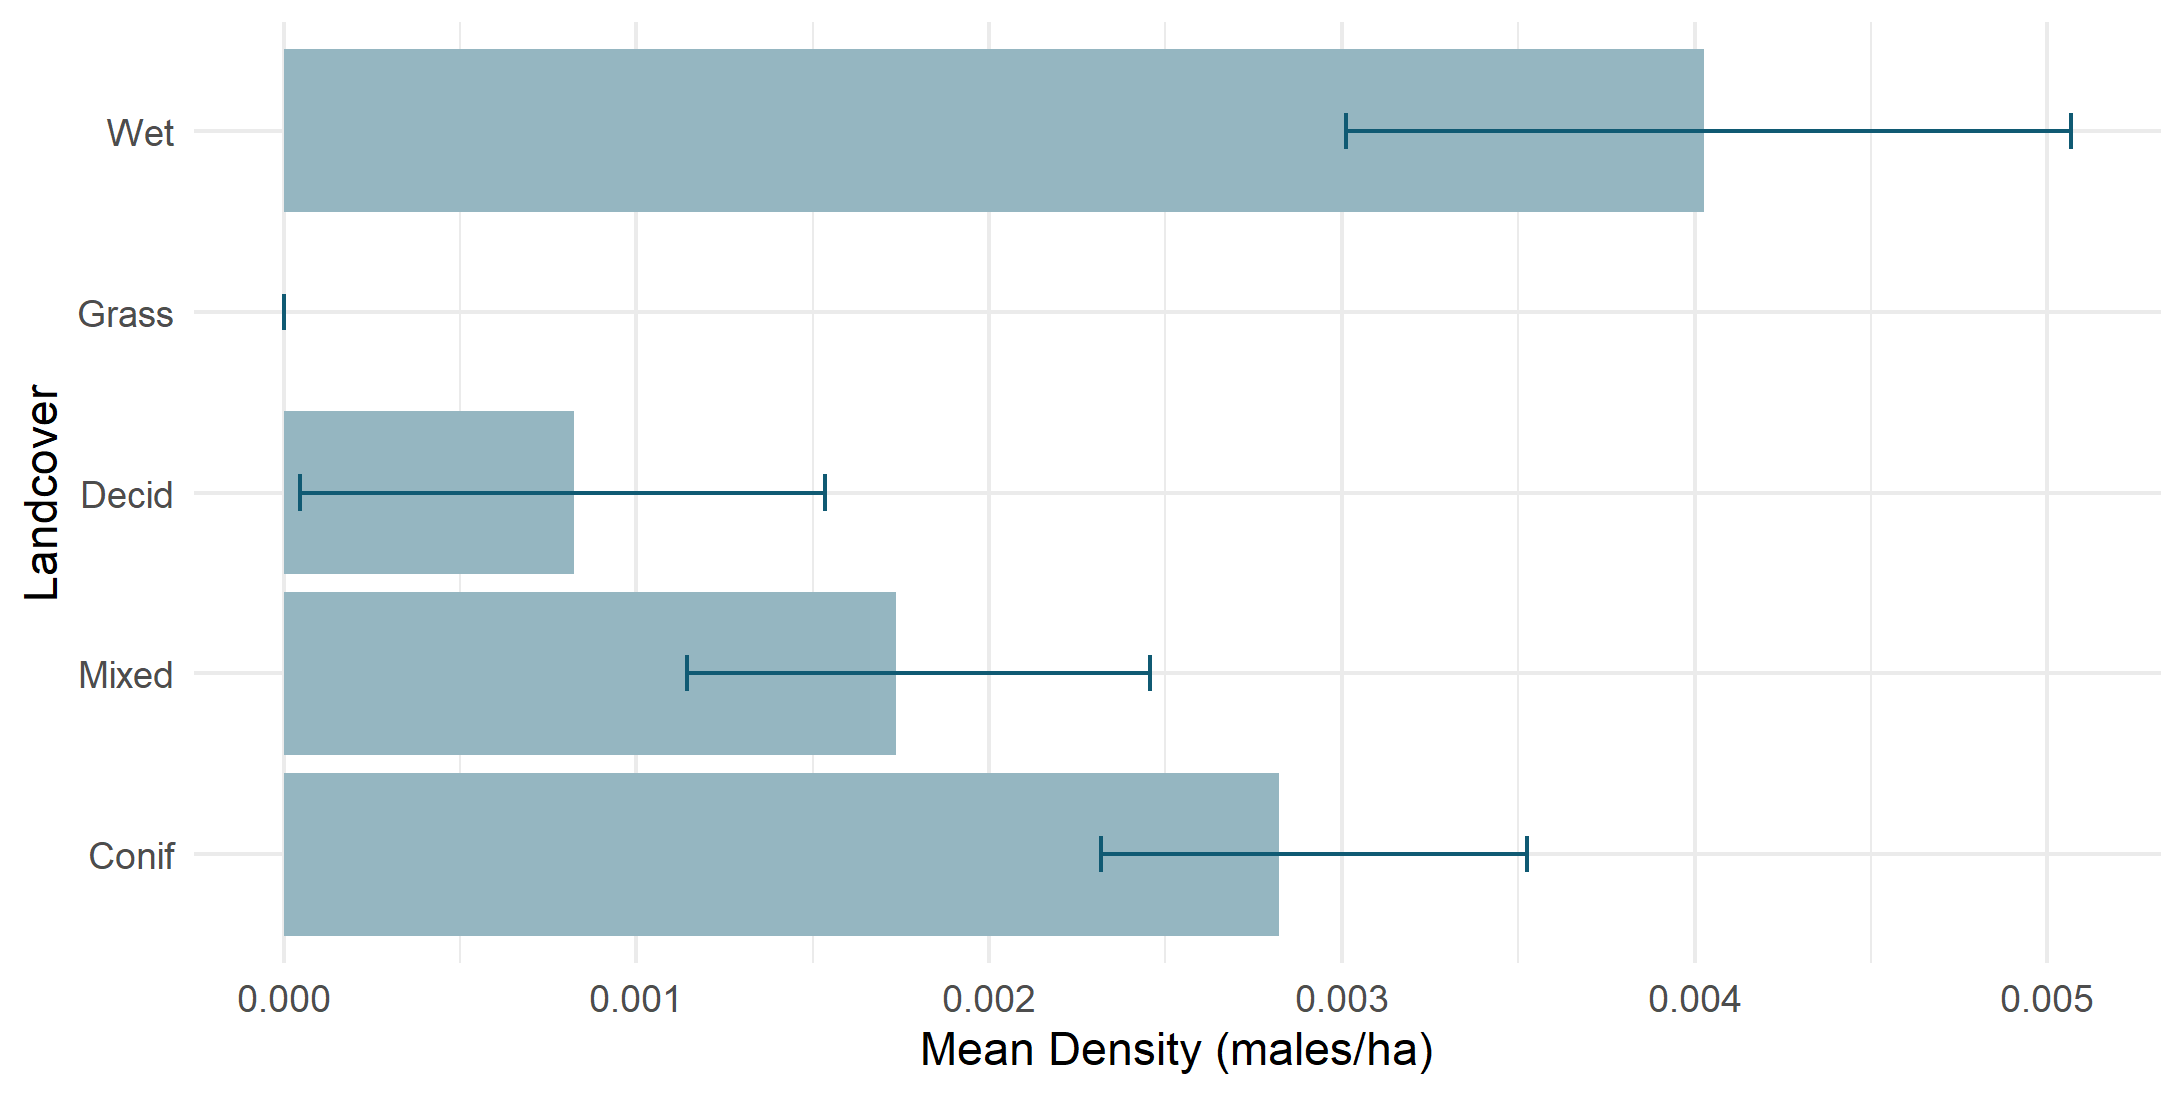 Landcover
Wet
Grass
Decid
Mixed
Conif
0.000 0.001 0.002 0.003 0.004 0.005
Mean Density (males/ha)